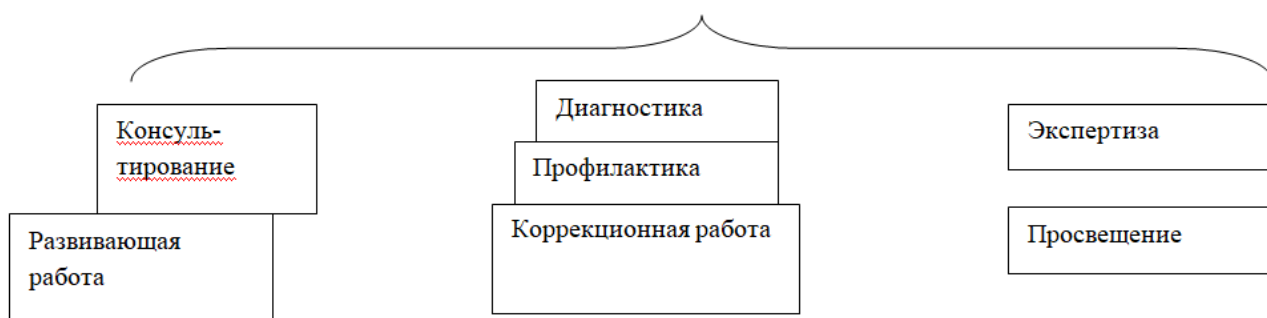 Консуль-
тирование
Развивающая
работа
Диагностика
Профилактика
Коррекционная работа
Экспертиза
Просвещение